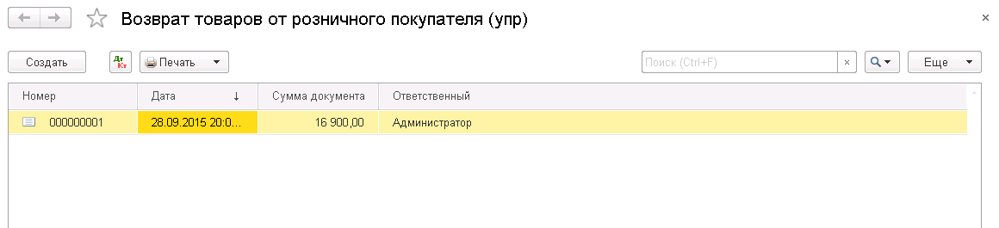 Возврат товаров от розничного покупателя (упр)
Создать Дт Кт Печать Поиск (Ctrl+F) × Еще
Номер Дата ↓ Сумма документа Ответственный
000000001 28.09.2015 20:0... 16 900,00 Администратор